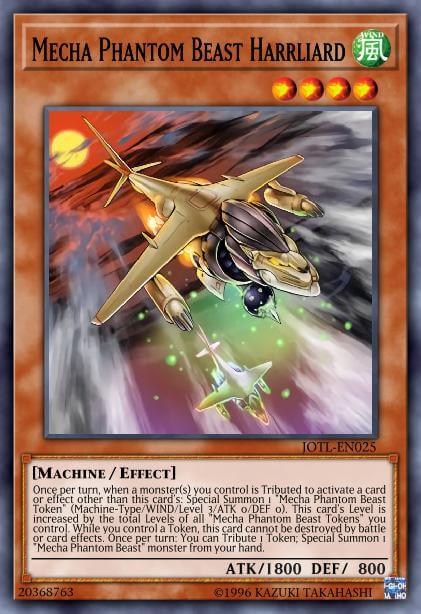 MECHA PHANTOM BEAST HARRLIARD
WIND
風
JOTL-EN025
[MACHINE / EFFECT]
Once per turn, when a monster(s) you control is Tributed to activate a card
or effect other than this card's: Special Summon 1 "Mecha Phantom Beast
Token" (Machine-Type/WIND/Level 3/ATK 0/DEF 0). This card's Level is
increased by the total Levels of all "Mecha Phantom Beast Tokens" you
control. While you control a Token, this card cannot be destroyed by battle
or card effects. Once per turn: You can Tribute 1 Token; Special Summon 1
"Mecha Phantom Beast" monster from your hand.
ATK/1800 DEF/ 800
20368763
©1996 KAZUKI TAKAHASHI